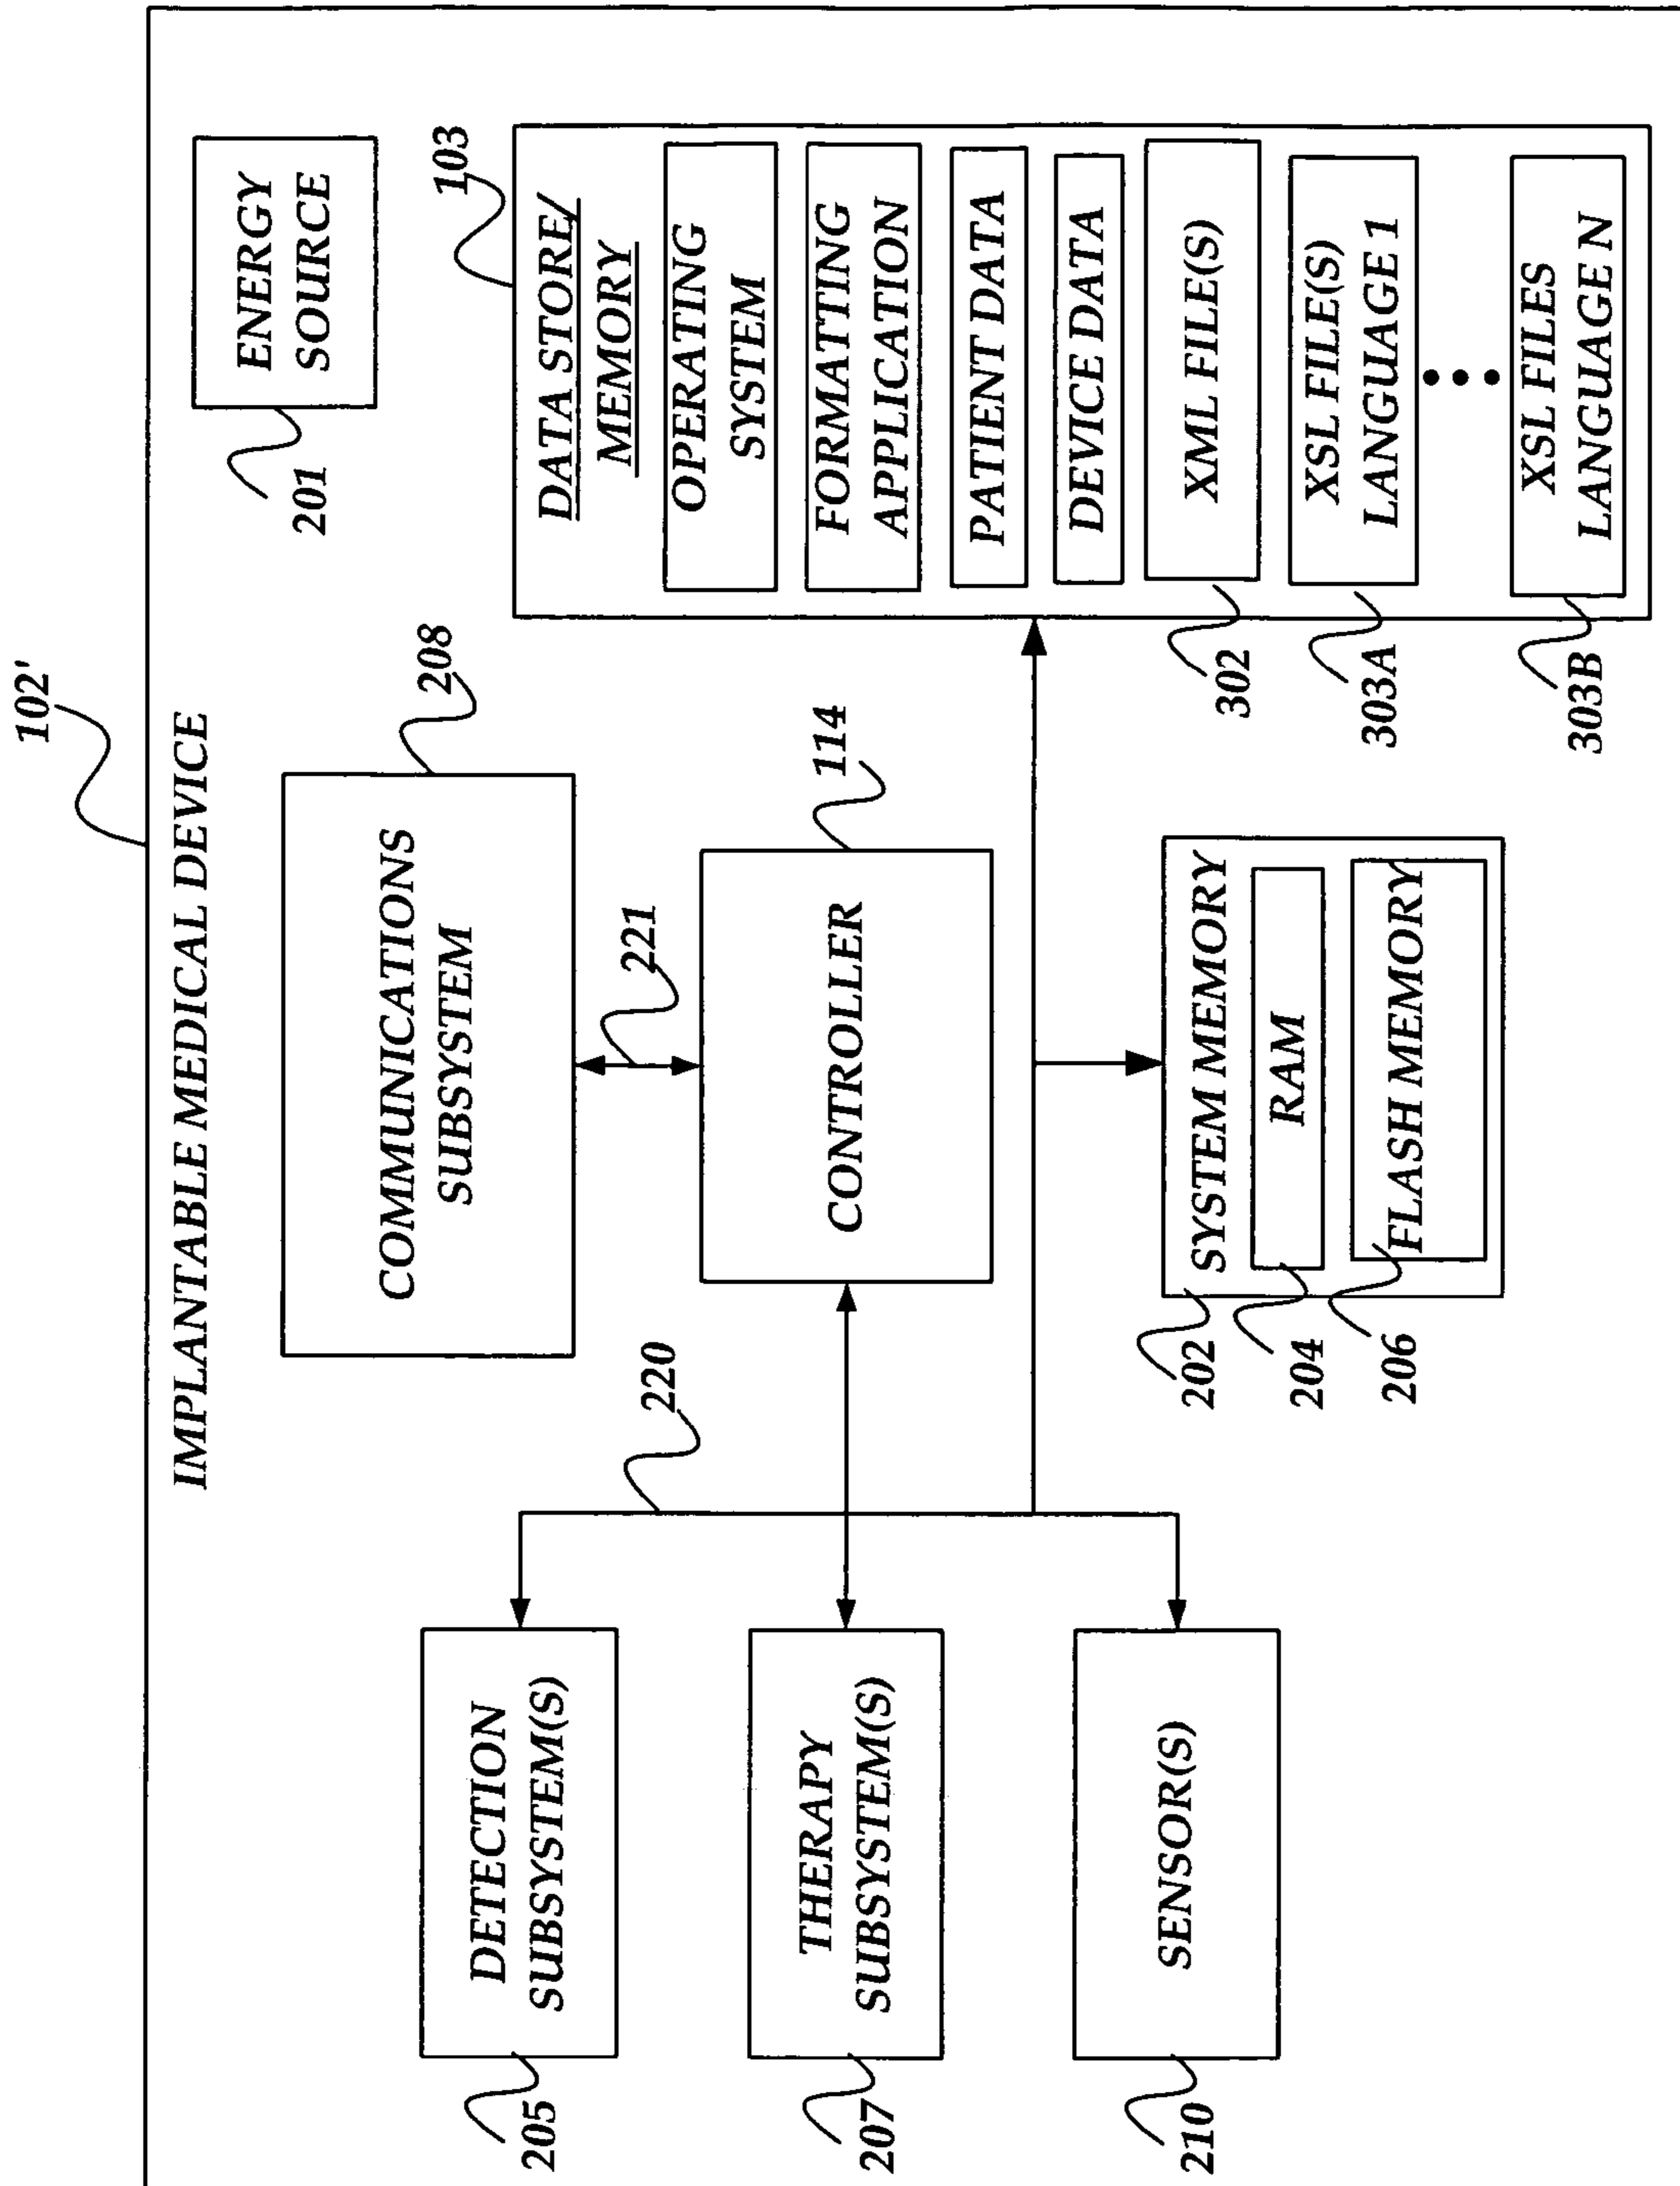 102'
IMPLANTABLE MEDICAL DEVICE
ENERGY
SOURCE
201
COMMUNICATIONS
SUBSYSTEM
208
103
DATA STORE/
MEMORY
OPERATING
SYSTEM
FORMATTING
APPLICATION
PATIENT DATA
DEVICE DATA
XML FILE(S)
302
XSL FILE(S)
LANGUAGE 1
303A
XSL FILES
LANGUAGE N
303B
221
114
CONTROLLER
220
DETECTION
SUBSYSTEM(S)
205
THERAPY
SUBSYSTEM(S)
207
SENSOR(S)
210
SYSTEM MEMORY
202
RAM
204
FLASH MEMORY
206